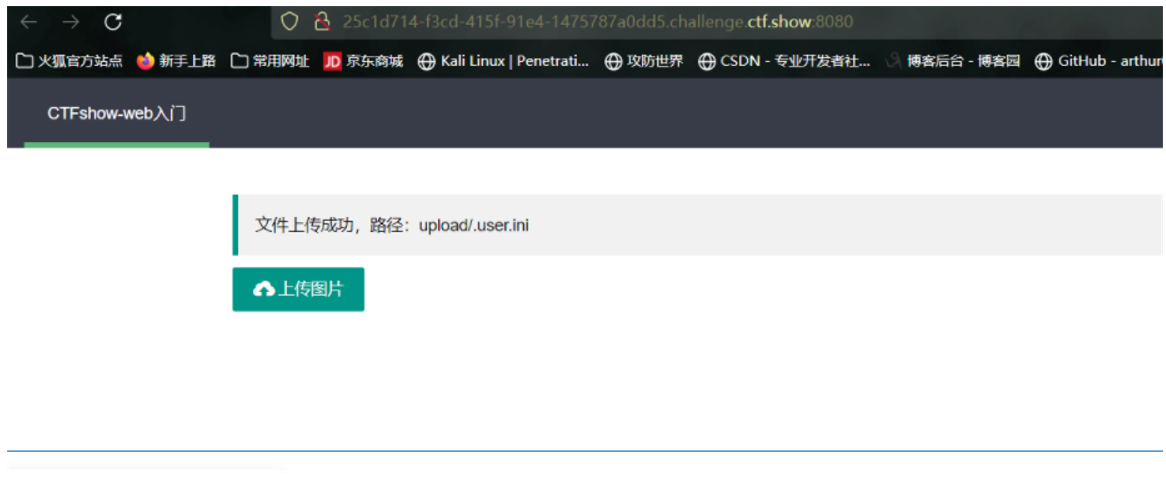 25c1d714-f3cd-415f-91e4-1475787a0dd5.challenge.ctf.show:8080
火狐官方站点 新手上路 常用网址 JD 京东商城 Kali Linux | Penetrati... 攻防世界 CSDN - 专业开发者社... 博客后台 - 博客园 GitHub - arthur
CTFshow-web入门
文件上传成功，路径：upload/.user.ini
上传图片